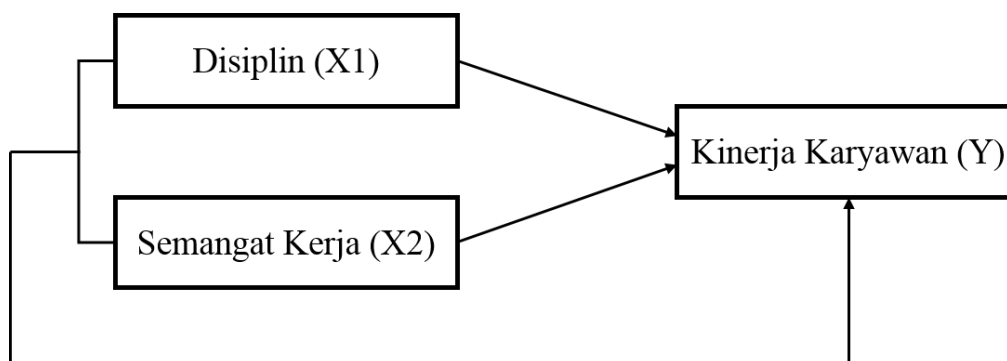 Disiplin (X1)
Kinerja Karyawan (Y)
Semangat Kerja (X2)